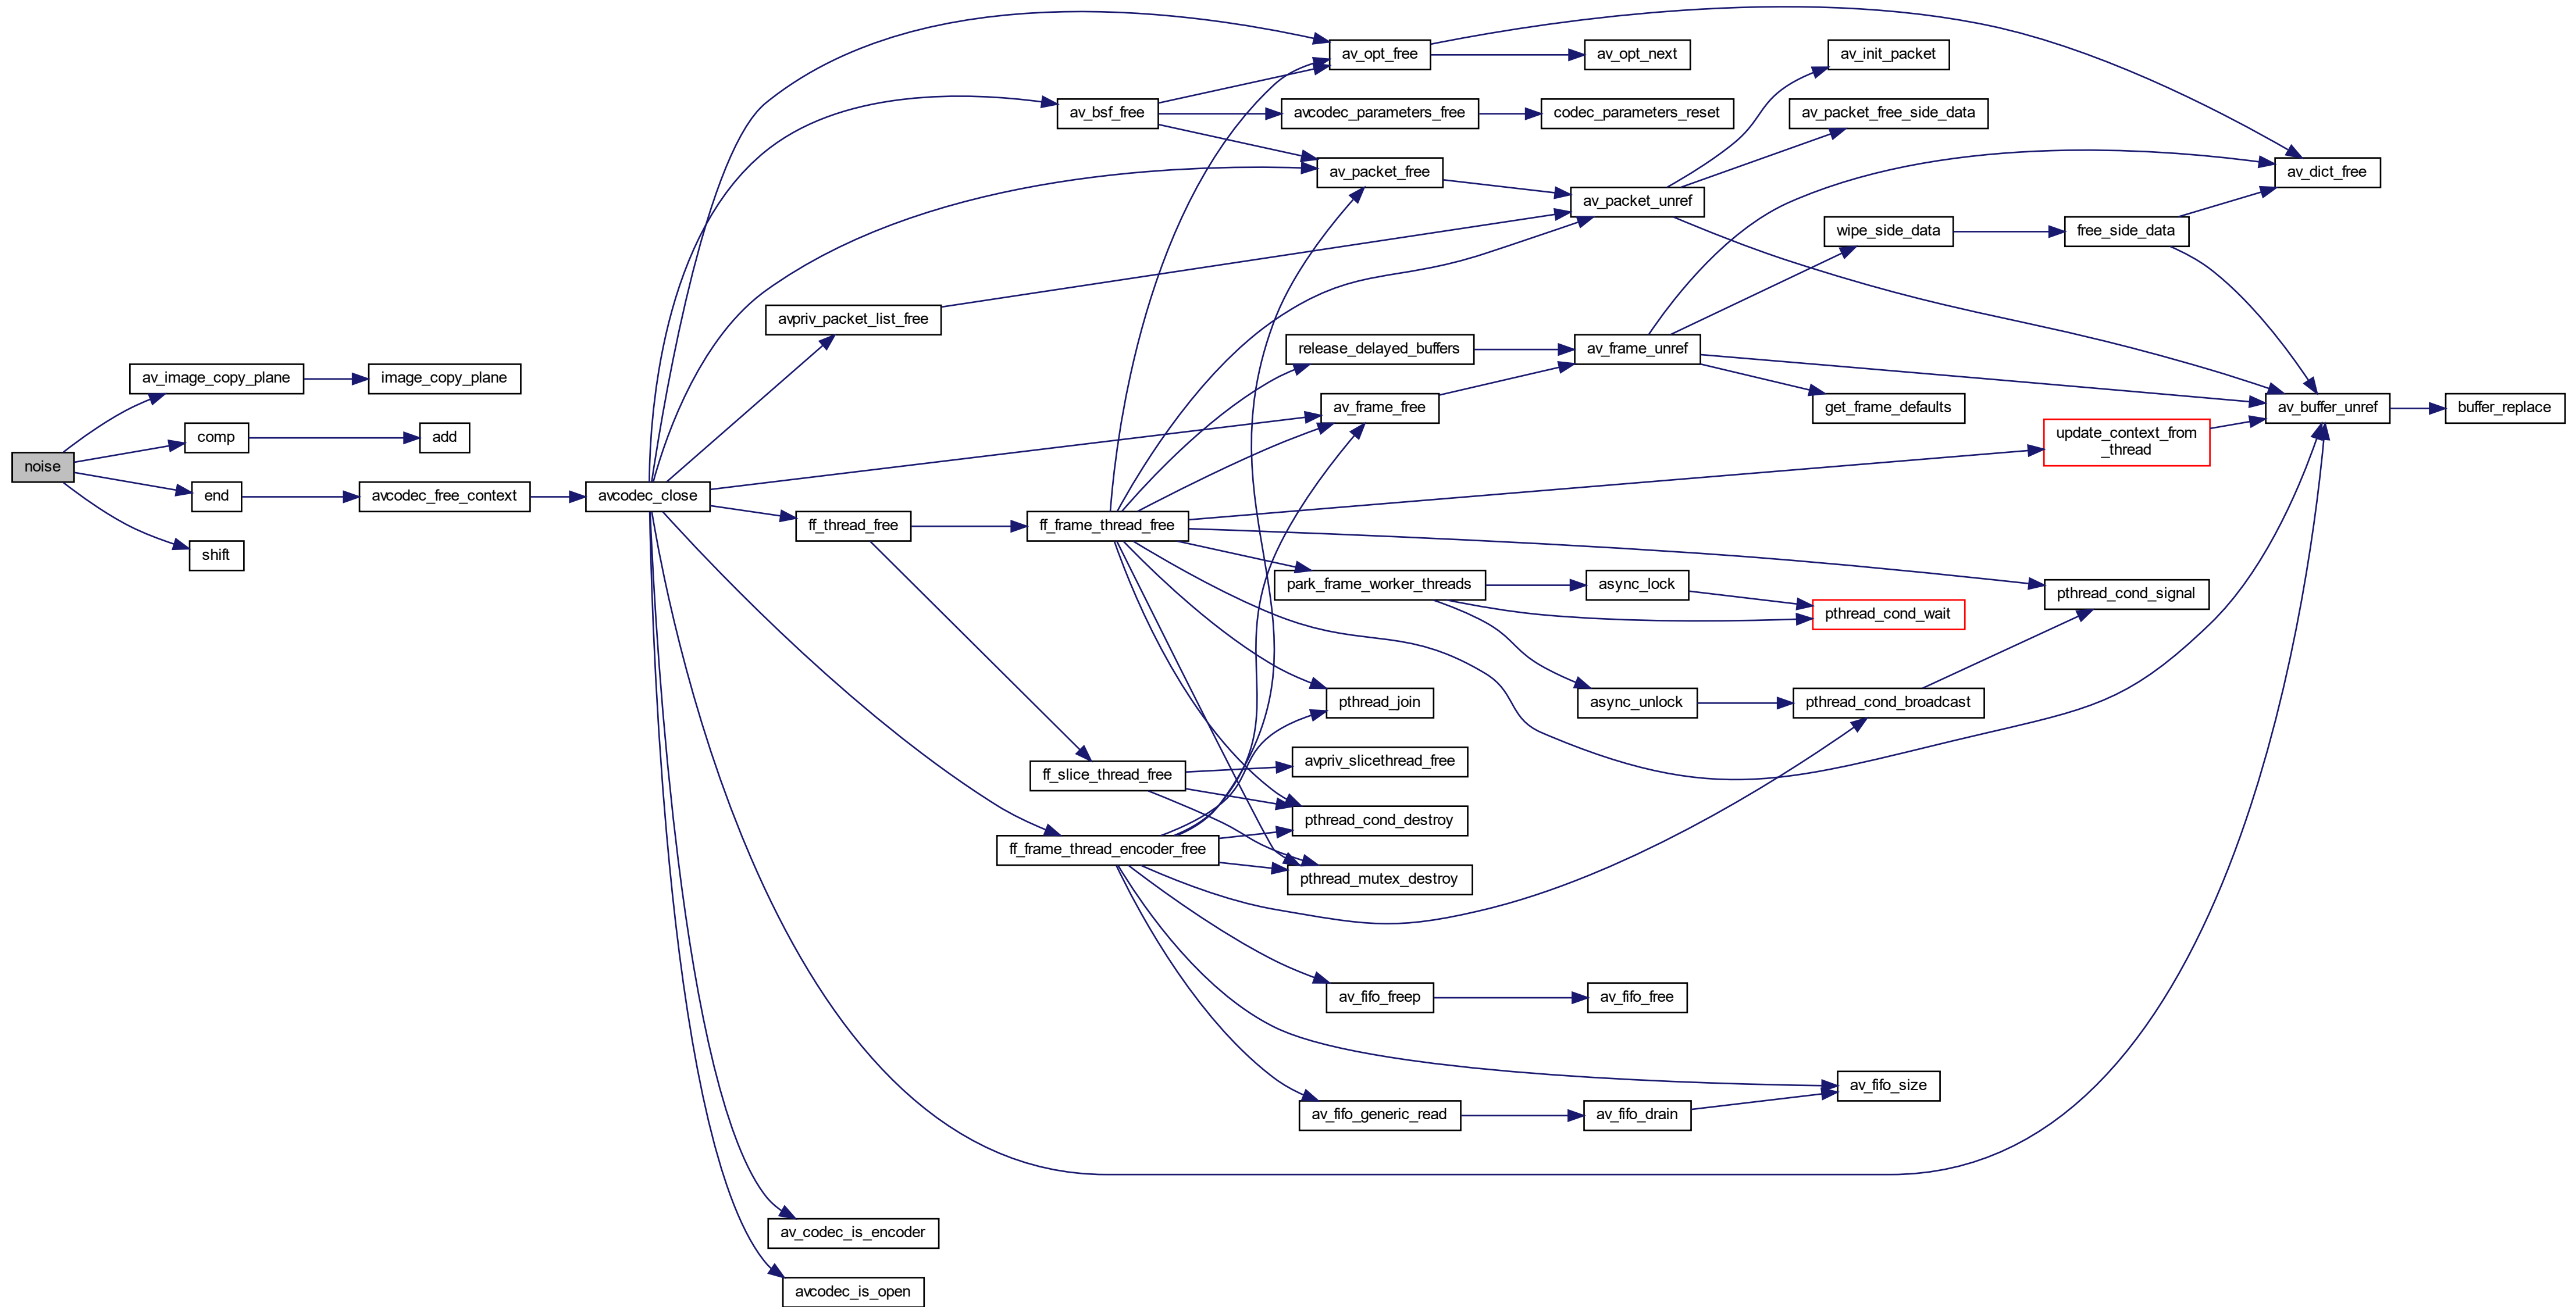 noise
av_image_copy_plane
comp
end
shift
image_copy_plane
add
avcodec_free_context
avcodec_close
av_bsf_free
avpriv_packet_list_free
ff_thread_free
ff_frame_thread_free
ff_slice_thread_free
ff_frame_thread_encoder_free
av_codec_is_encoder
avcodec_is_open
av_opt_free
avcodec_parameters_free
av_packet_free
release_delayed_buffers
av_frame_free
park_frame_worker_threads
pthread_join
avpriv_slicethread_free
pthread_cond_destroy
pthread_mutex_destroy
av_fifo_freep
av_fifo_generic_read
av_opt_next
codec_parameters_reset
av_packet_unref
av_frame_unref
async_lock
async_unlock
av_fifo_free
av_fifo_drain
av_init_packet
av_packet_free_side_data
wipe_side_data
get_frame_defaults
pthread_cond_wait
pthread_cond_broadcast
av_fifo_size
free_side_data
update_context_from
_thread
pthread_cond_signal
av_dict_free
av_buffer_unref
buffer_replace